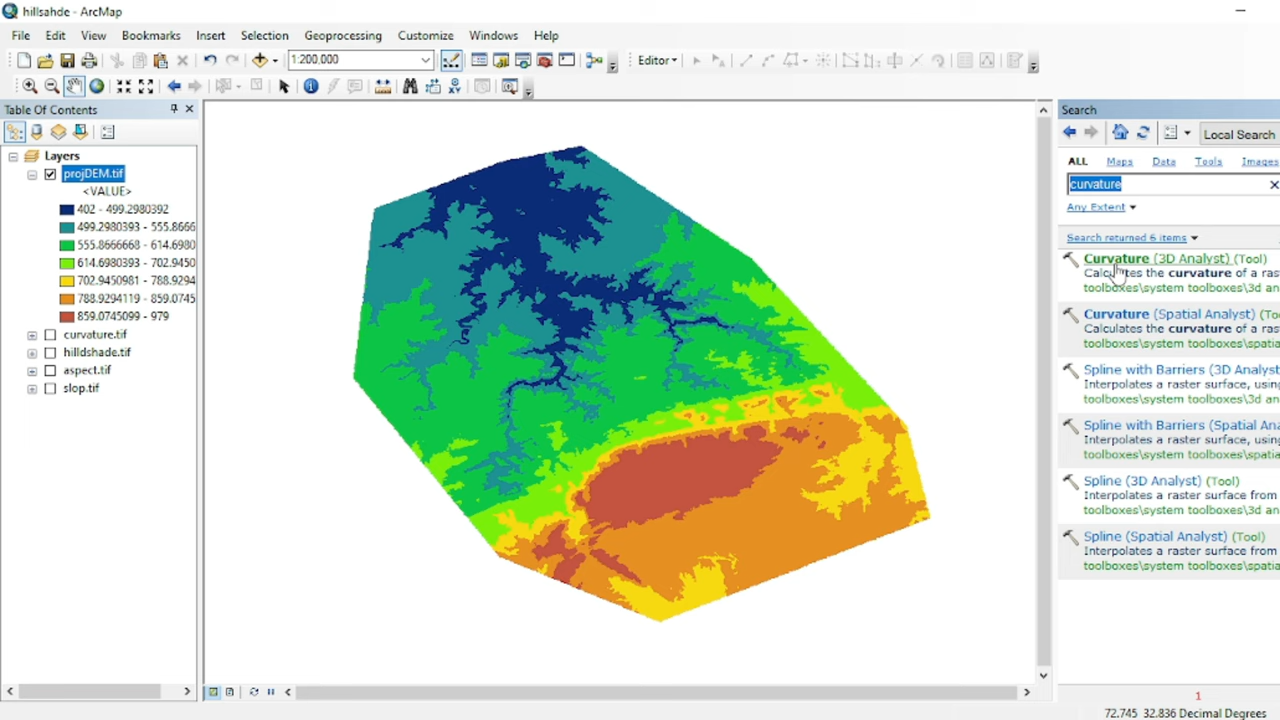 hillsahde - ArcMap
File Edit View Bookmarks Insert Selection Geoprocessing Customize Windows Help
1:200,000
Editor
Table Of Contents
Search
Local Search
Layers
projDEM.tif
<VALUE>
402 - 499.2980392
499.2980393 - 555.8666
555.8666668 - 614.6980
614.6980393 - 702.9450
702.9450981 - 788.9294
788.9294119 - 859.0745
859.0745099 - 979
curvature.tif
hilldshade.tif
aspect.tif
slop.tif
ALL Maps Data Tools Images
curvature
Any Extent
Search returned 6 items
Curvature (3D Analyst) (Tool)
the curvature of a ras
toolboxes\system toolboxes\3d an
Curvature (Spatial Analyst) (To
Calculates the curvature of a ras
toolboxes\system toolboxes\spatia
Spline with Barriers (3D Analyst
Interpolates a raster surface, using
toolboxes\system toolboxes\3d an
Spline with Barriers (Spatial Ana
Interpolates a raster surface, using
toolboxes\system toolboxes\spatia
Spline (3D Analyst) (Tool)
Interpolates a raster surface from
toolboxes\system toolboxes\3d an
Spline (Spatial Analyst) (Tool)
Interpolates a raster surface from
toolboxes\system toolboxes\spatia
1
72.745 32.836 Decimal Degrees